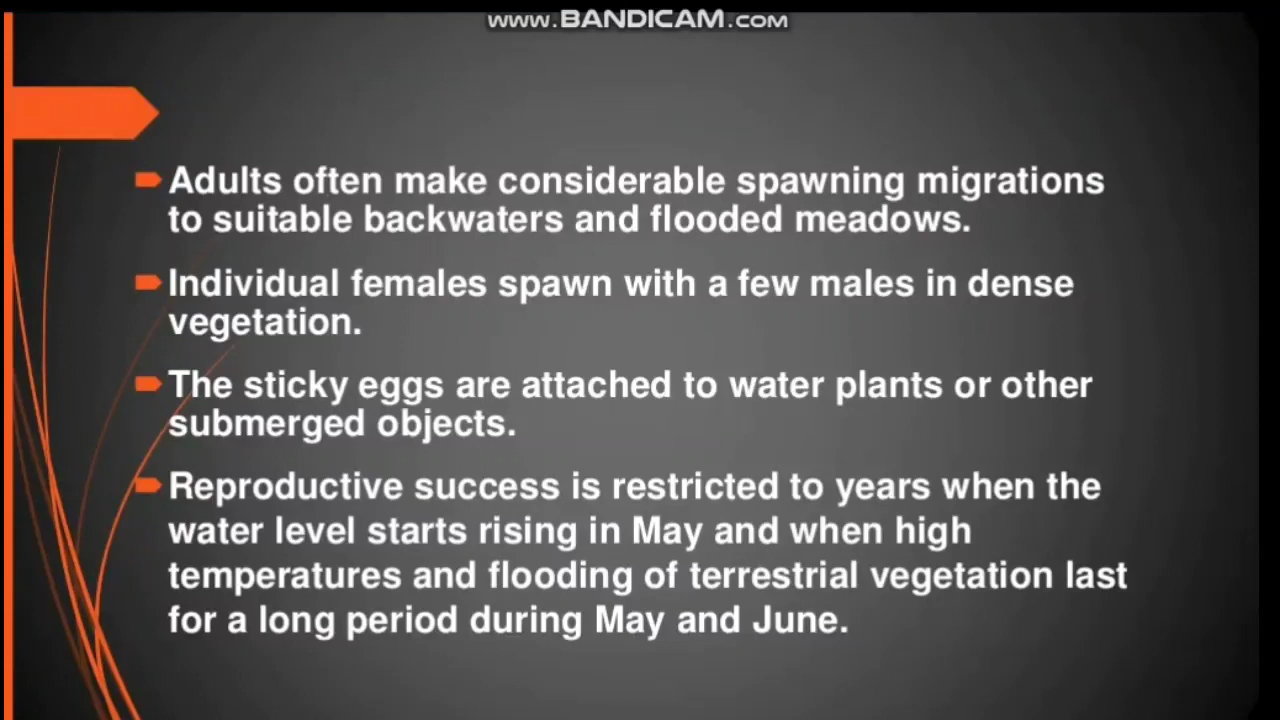 www.BANDICAM.com
Adults often make considerable spawning migrations
to suitable backwaters and flooded meadows.
Individual females spawn with a few males in dense
vegetation.
The sticky eggs are attached to water plants or other
submerged objects.
Reproductive success is restricted to years when the
water level starts rising in May and when high
temperatures and flooding of terrestrial vegetation last
for a long period during May and June.